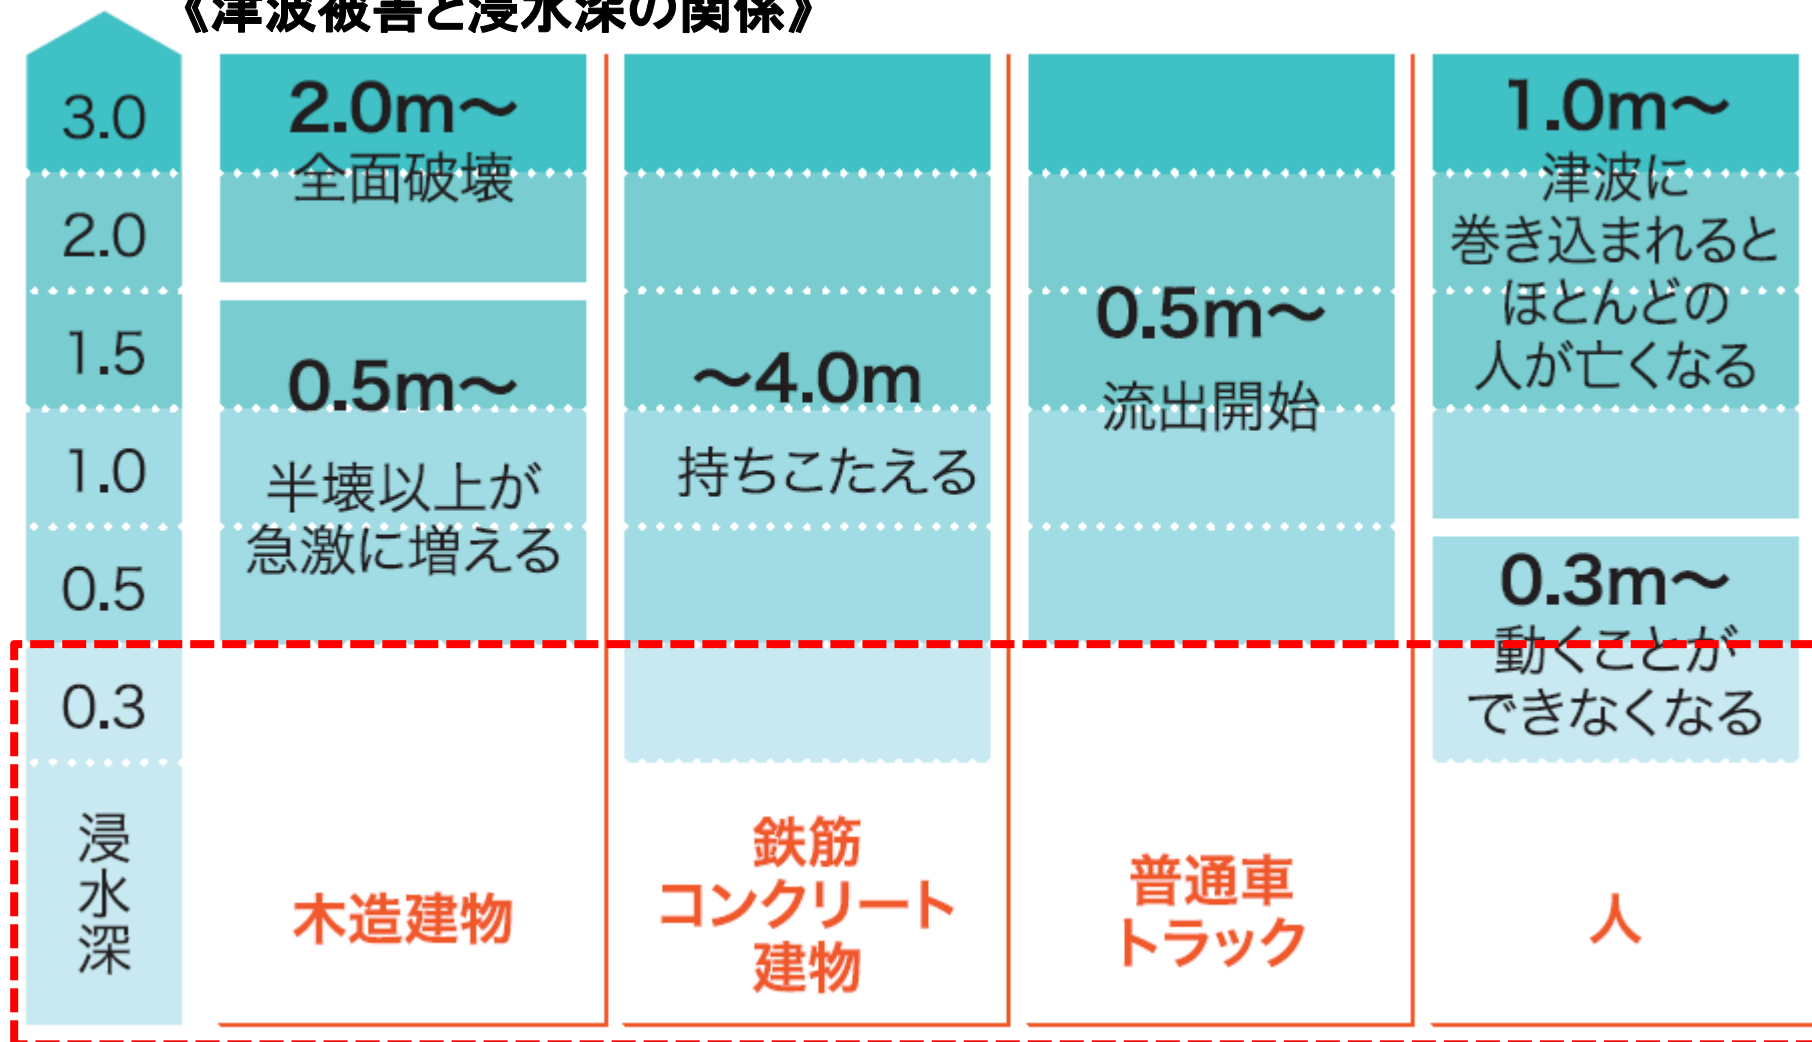 《津波被害と浸水深の関係》
3.0
2.0
1.5
1.0
0.5
0.3
浸水深
2.0m～
全面破壊
0.5m～
半壊以上が
急激に増える
木造建物
～4.0m
持ちこたえる
鉄筋
コンクリート
建物
0.5m～
流出開始
普通車
トラック
1.0m～
津波に
巻き込まれると
ほとんどの
人が亡くなる
0.3m～
動くことが
できなくなる
人